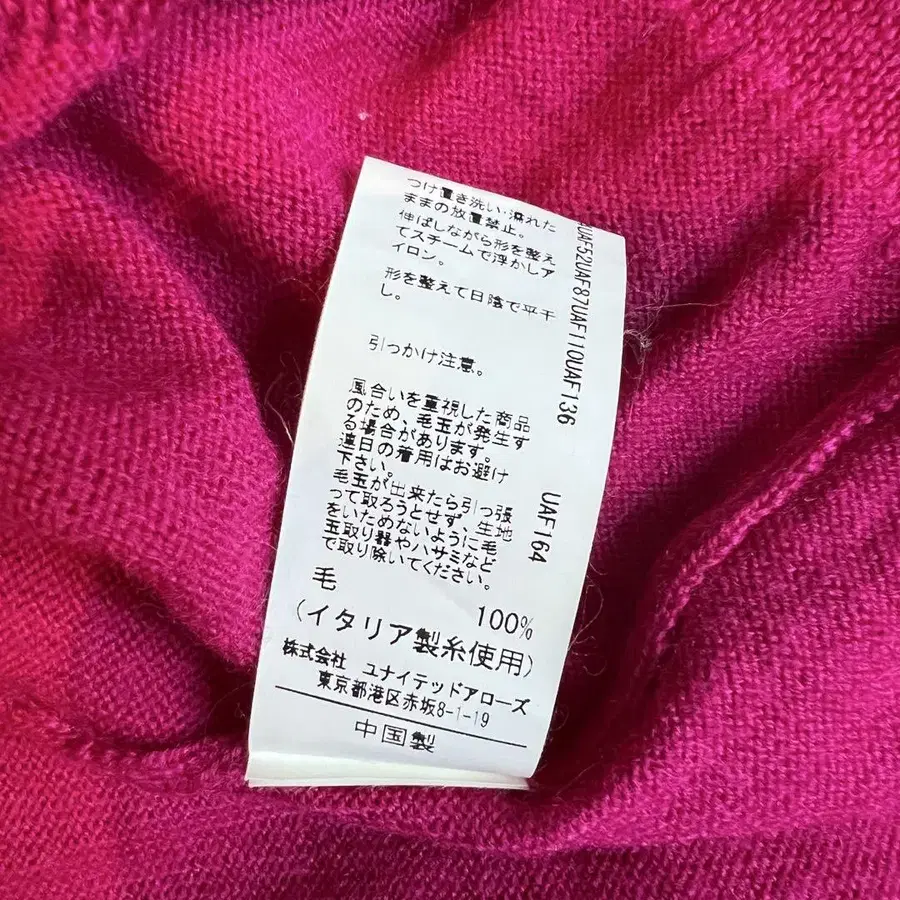 つけ置き洗い・濡れた
ままの放置禁止。
伸ばしながら形を整え
てスチームで浮かしア
イロン。
形を整えて日陰で平干
し。
引っかけ注意。
風合いを重視した商品
のため、毛玉が発生す
る場合があります。
連日の着用はお避け
下さい。
毛玉が出来たら引っ張
って取ろうとせず、生地
をいためないように毛
玉取り器やハサミなど
で取り除いてください。
毛 100%
(イタリア製糸使用)
株式会社 ユナイテッドアローズ
東京都港区赤坂8-1-19
中国製
UAF52UAF87UAF110UAF136
UAF164